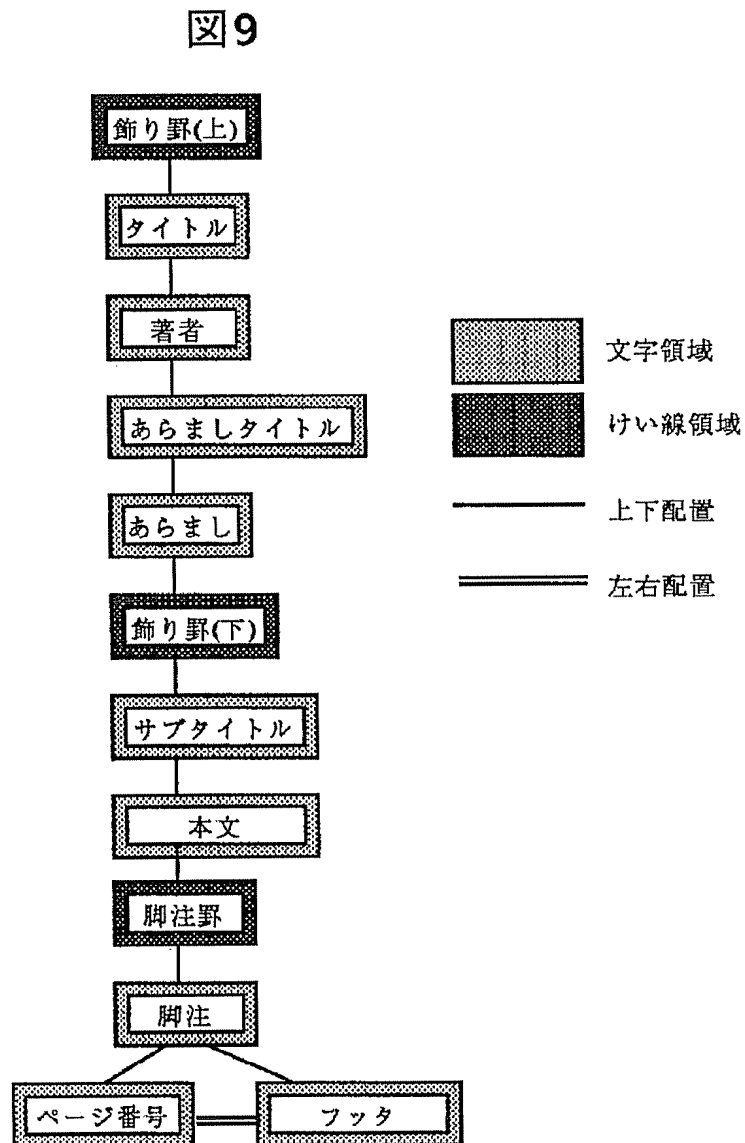 図9
飾り罫(上)
タイトル
著者
あらましタイトル
あらまし
飾り罫(下)
サブタイトル
本文
脚注罫
脚注
ページ番号
フッタ
文字領域
けい線領域
上下配置
左右配置